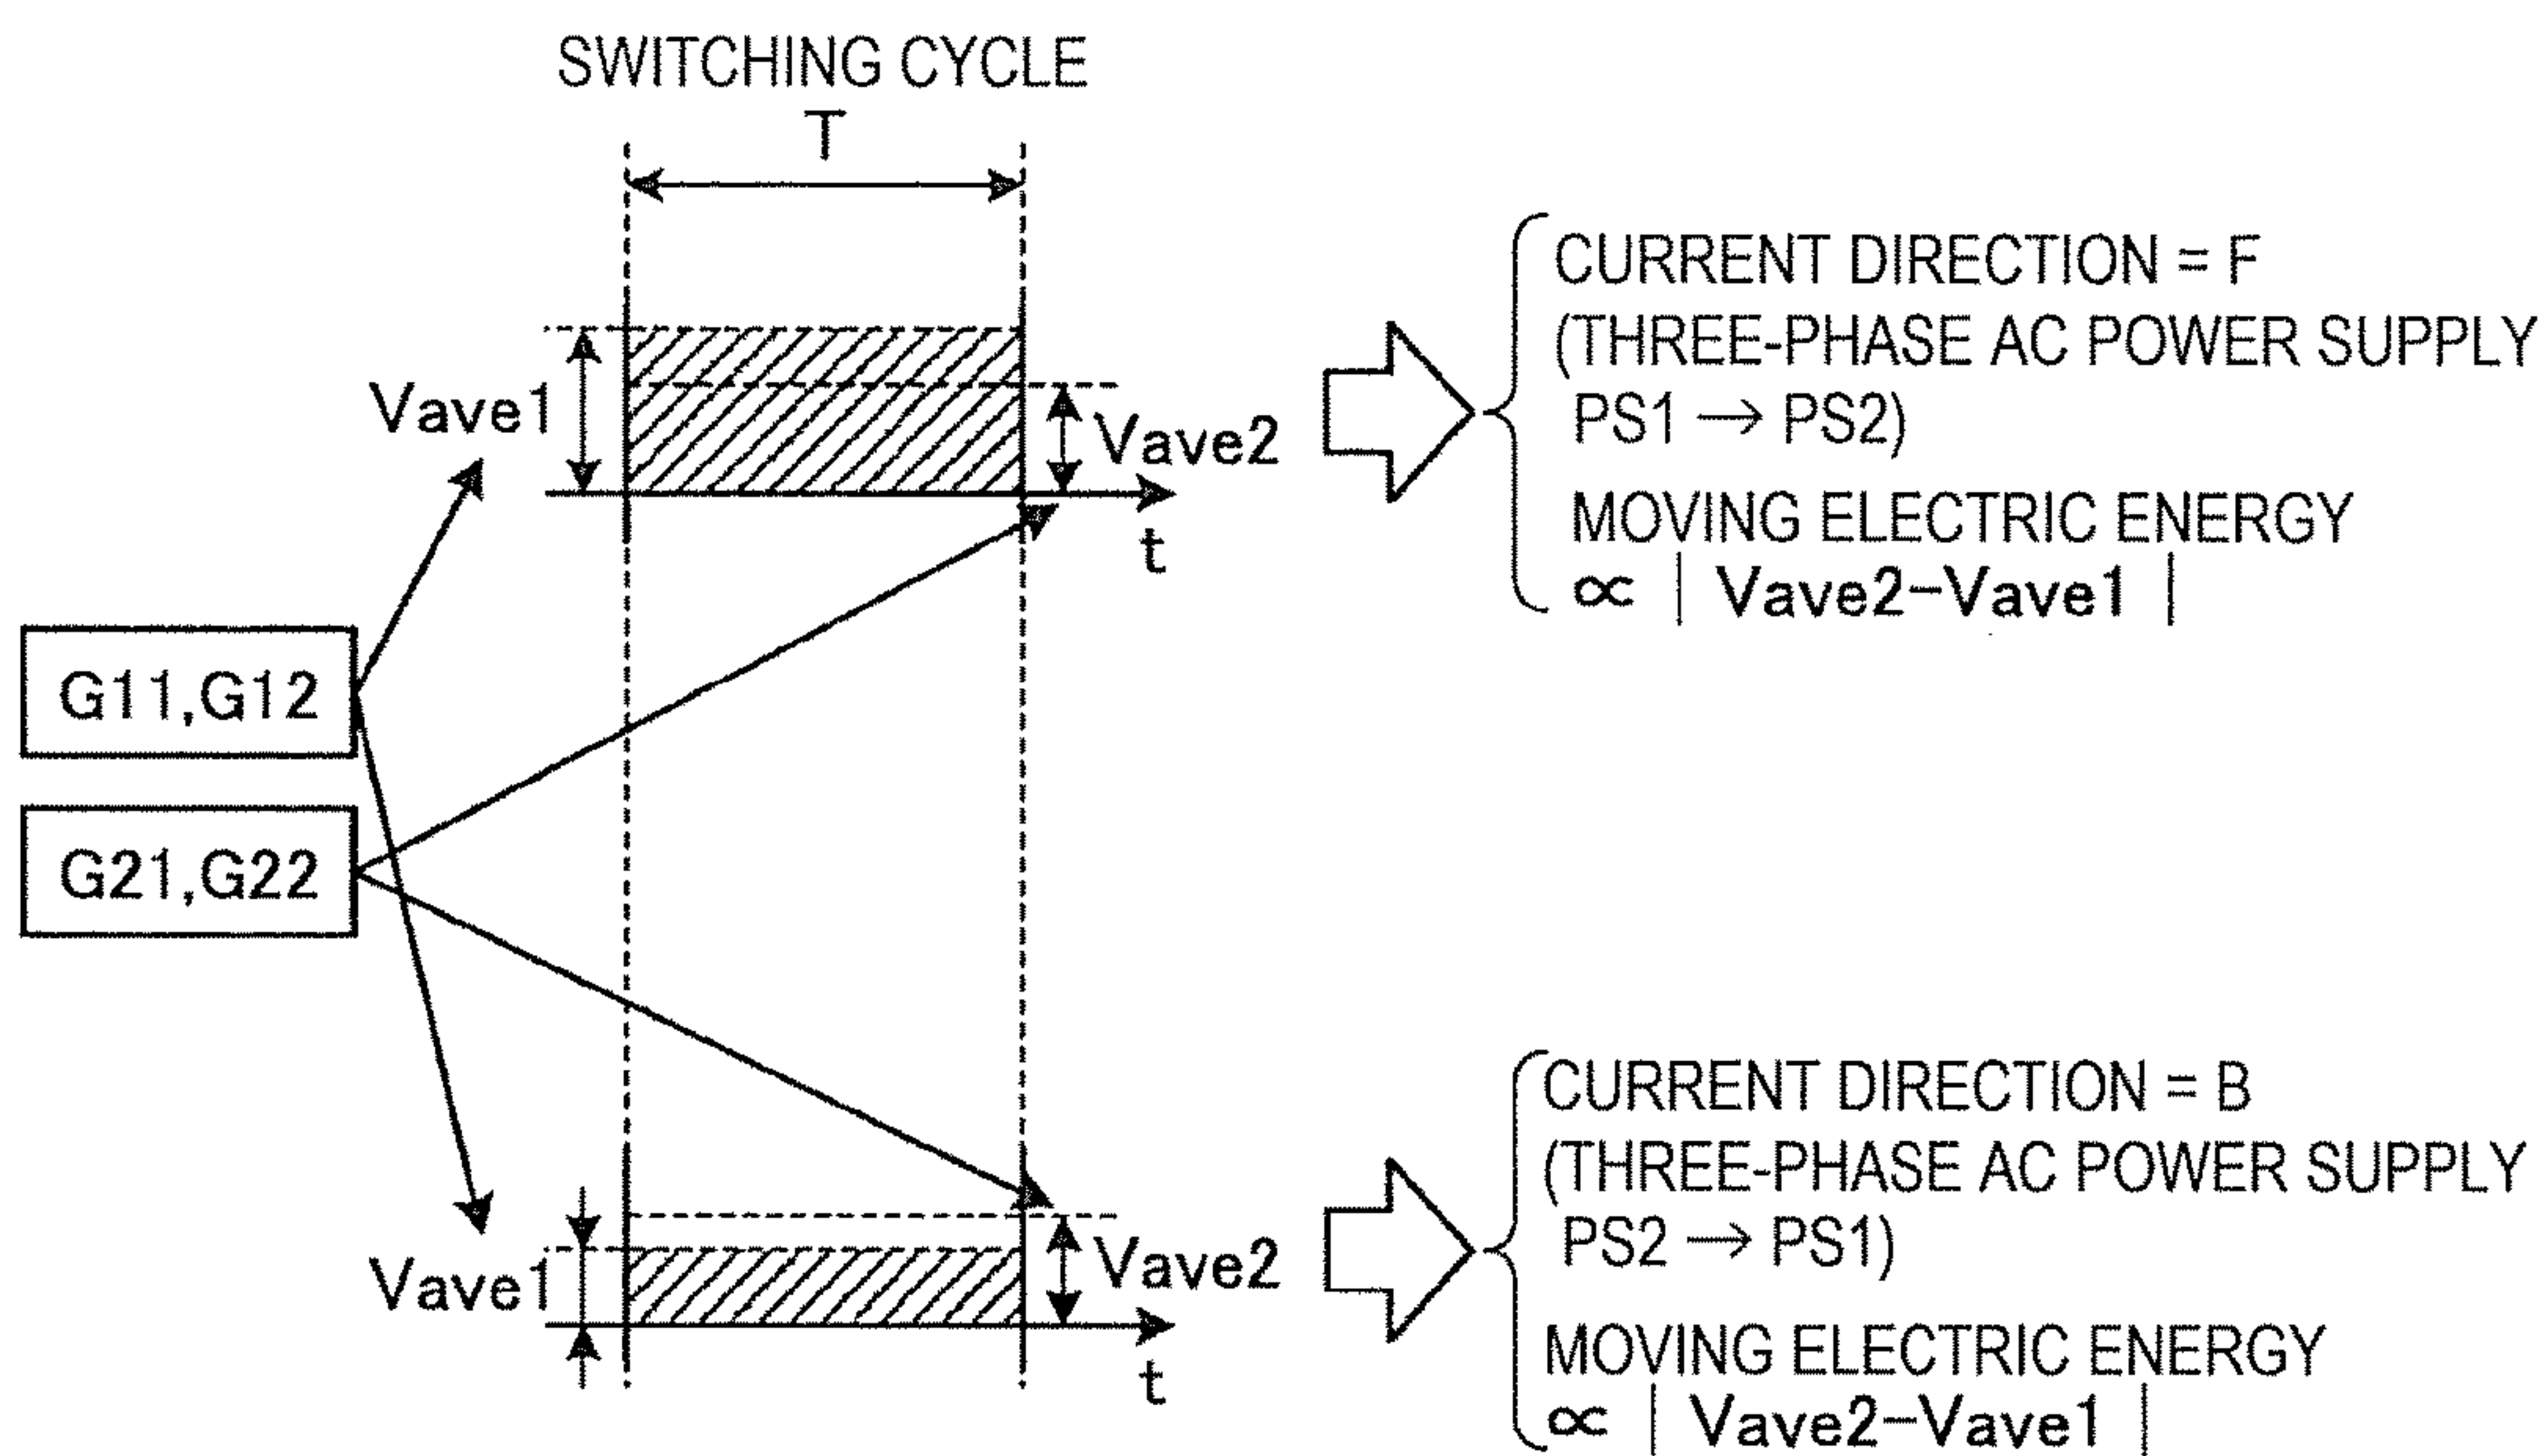 SWITCHING CYCLE
T
Vave1
Vave2
t
CURRENT DIRECTION = F
(THREE-PHASE AC POWER SUPPLY
PS1 → PS2)
MOVING ELECTRIC ENERGY
∝ | Vave2-Vave1 |
G11,G12
G21,G22
Vave1
Vave2
t
CURRENT DIRECTION = B
(THREE-PHASE AC POWER SUPPLY
PS2 → PS1)
MOVING ELECTRIC ENERGY
∝ | Vave2-Vave1 |